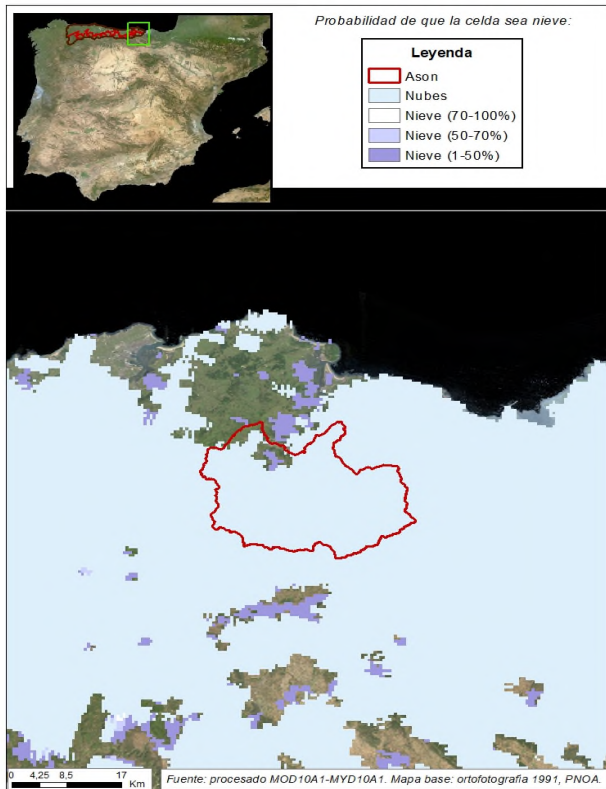 Probabilidad de que la celda sea nieve:
Leyenda
Ason
Nubes
Nieve (70-100%)
Nieve (50-70%)
Nieve (1-50%)
0 4,25 8,5 17
Km
Fuente: procesado MOD10A1-MYD10A1. Mapa base: ortofotografia 1991, PNOA.